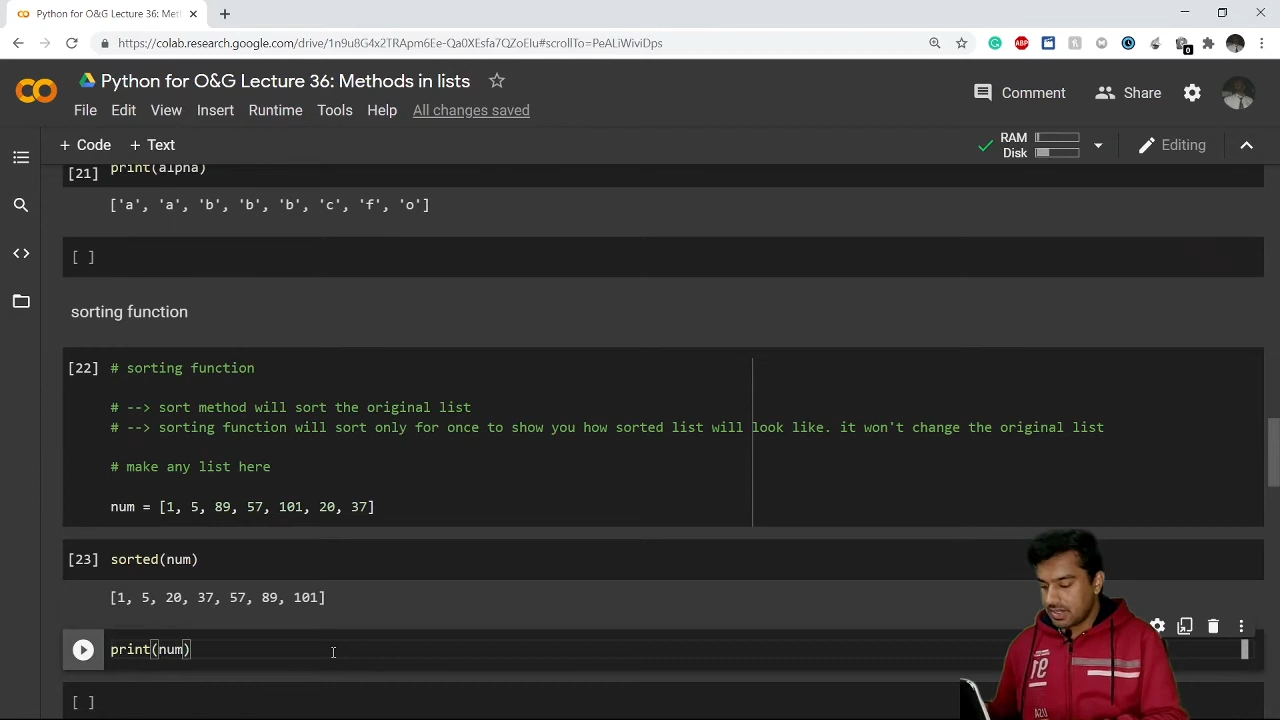 Python for O&G Lecture 36: Met
https://colab.research.google.com/drive/1n9u8G4x2TRApmfEe-Qa0XEsfa7QZoElu#scrollTo=PeALiWiviDps
ABP
0
Python for O&G Lecture 36: Methods in lists
Comment
Share
File Edit View Insert Runtime Tools Help All changes saved
+ Code + Text
RAM
Disk
Editing
[21] print(alpha)
['a', 'a', 'b', 'b', 'b', 'c', 'f', 'o']
[ ]
sorting function
[22] # sorting function
# --> sort method will sort the original list
# --> sorting function will sort only for once to show you how sorted list will look like. it won't change the original list
# make any list here
num = [1, 5, 89, 57, 101, 20, 37]
[23] sorted(num)
[1, 5, 20, 37, 57, 89, 101]
print(num)
[ ]